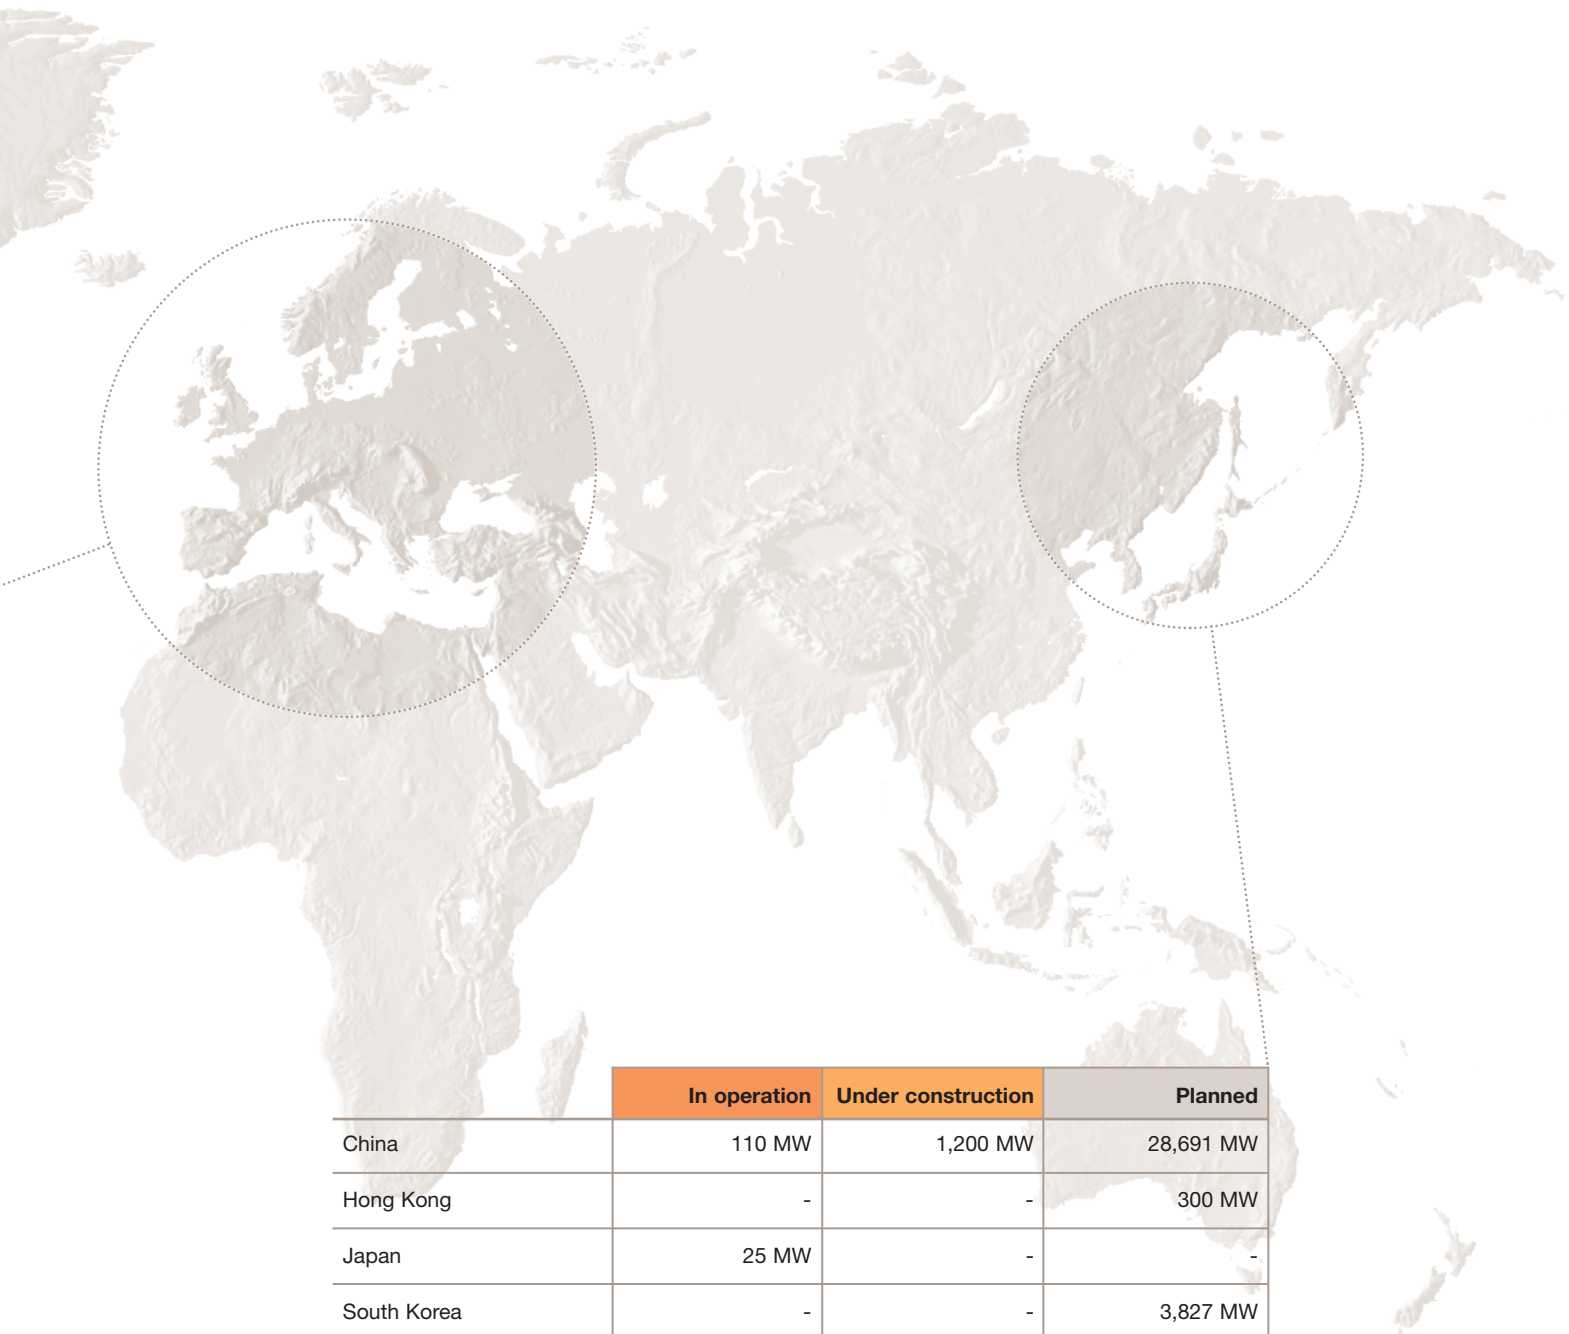 In operation Under construction Planned
China 110 MW 1,200 MW 28,691 MW
Hong Kong - - 300 MW
Japan 25 MW - -
South Korea - - 3,827 MW